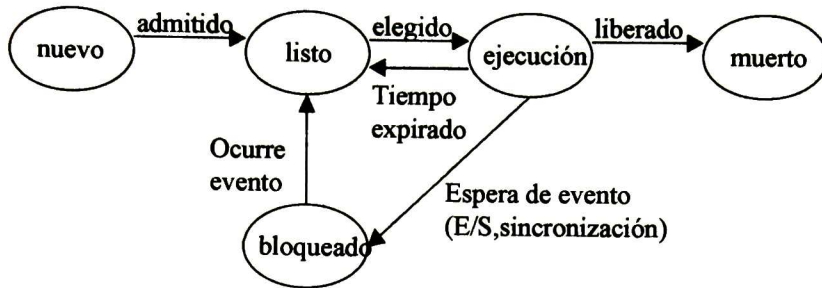 admitido
elegido
liberado
nuevo
listo
ejecución
muerto
Tiempo
expirado
Ocurre
evento
Espera de evento
(E/S,sincronización)
bloqueado